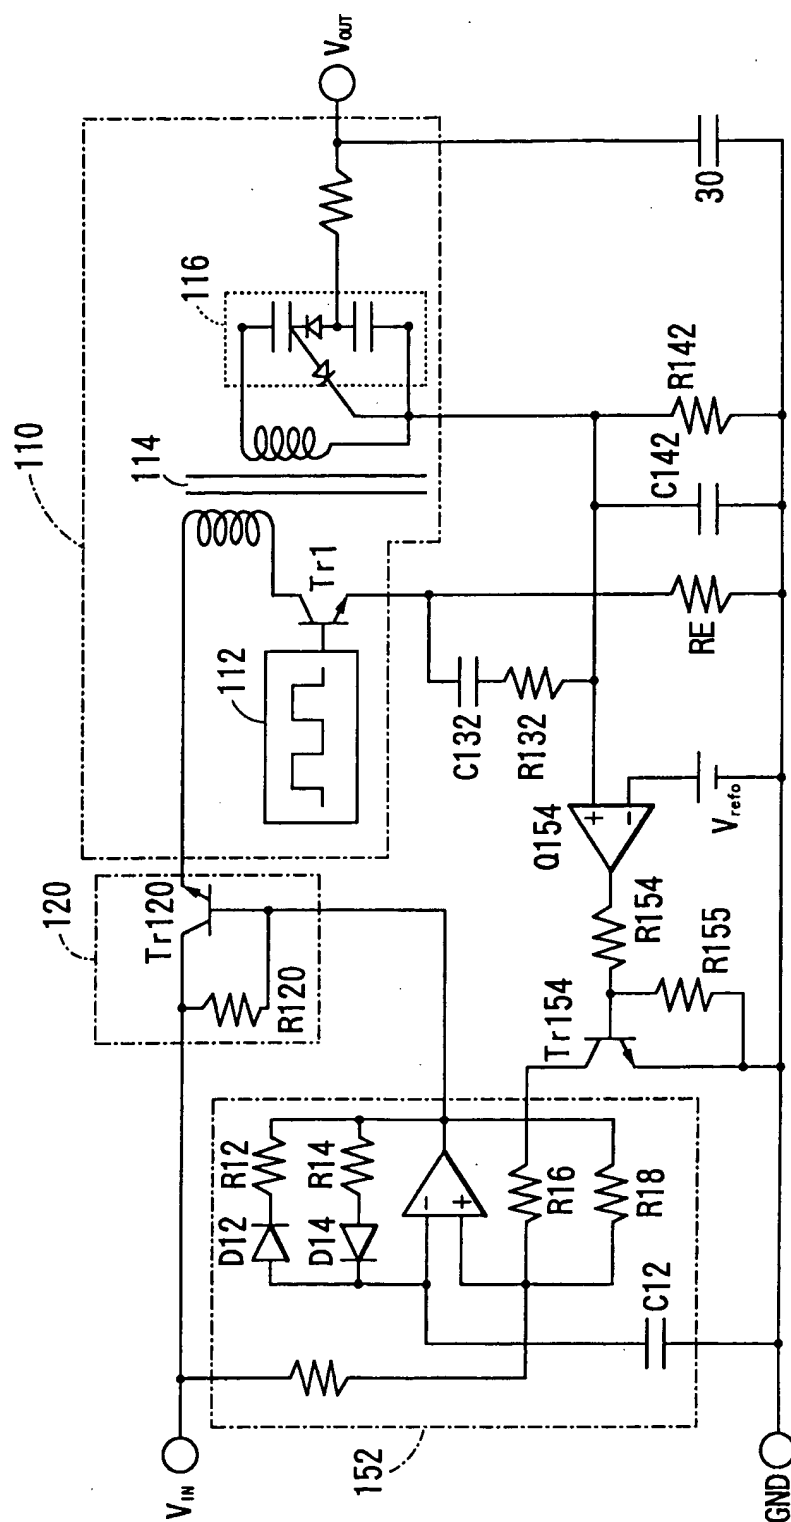 110
V_OUT
116
114
112
Tr1
120
Tr120
R120
C132
R132
RE
C142
R142
30
Q154
+
-
V_refo
R154
R155
Tr154
R12
D12
R14
D14
-
+
R16
R18
C12
152
V_IN
GND